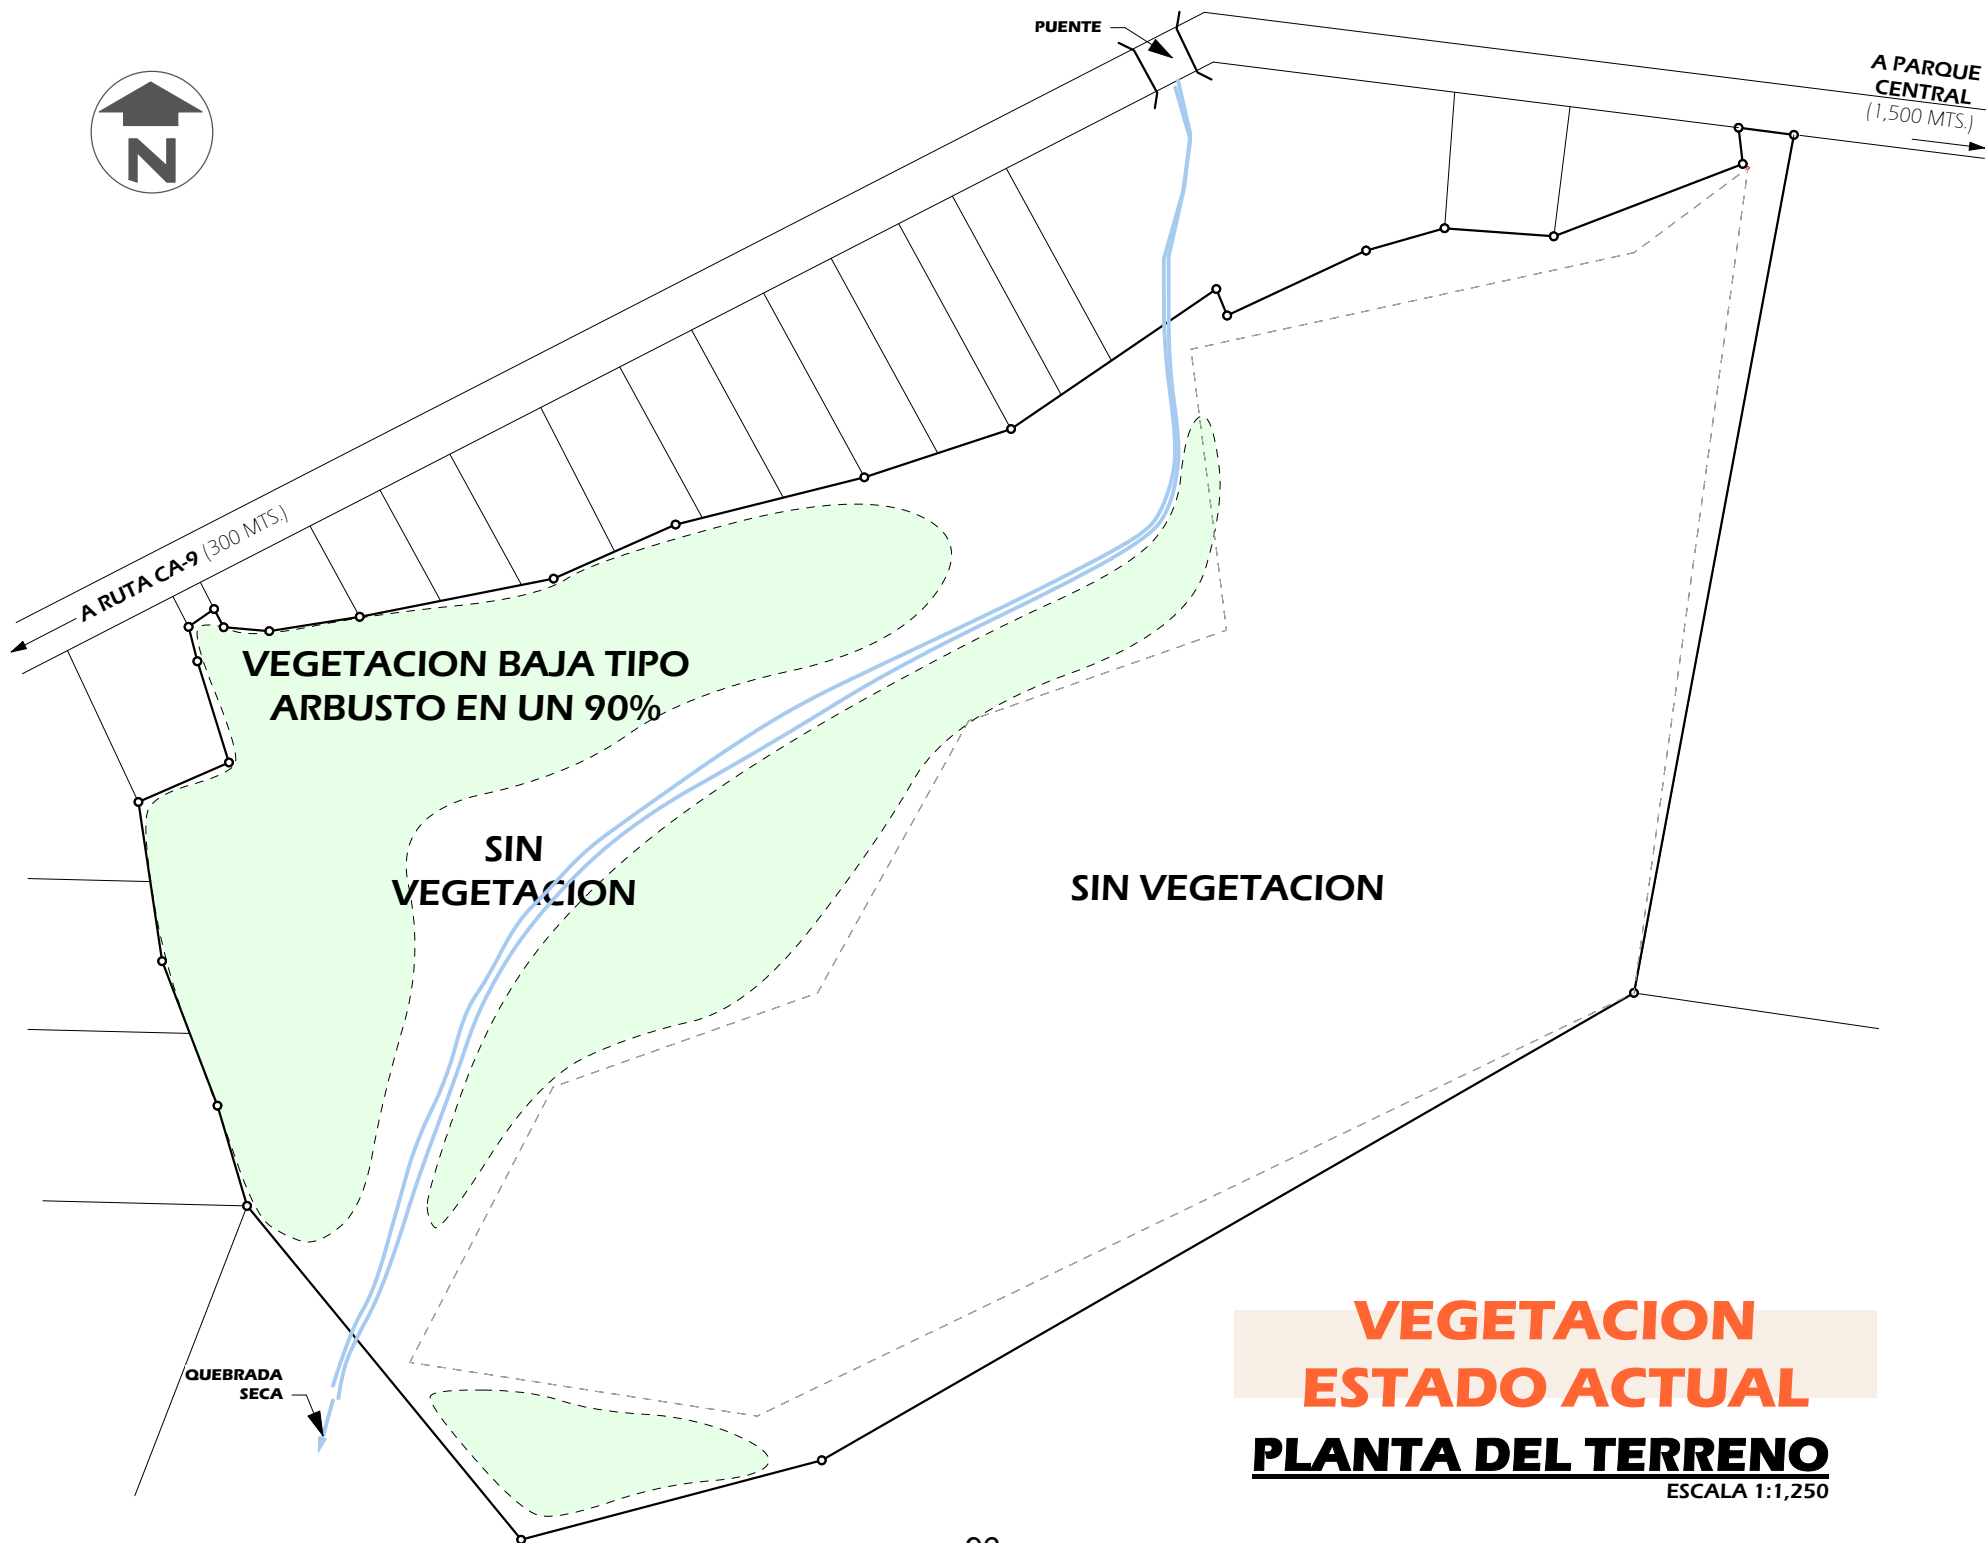 PUENTE
A PARQUE
CENTRAL
(1,500 MTS.)
N
A RUTA CA-9 (300 MTS.)
VEGETACION BAJA TIPO
ARBUSTO EN UN 90%
SIN
VEGETACION
SIN VEGETACION
QUEBRADA
SECA
VEGETACION
ESTADO ACTUAL
PLANTA DEL TERRENO
ESCALA 1:1,250